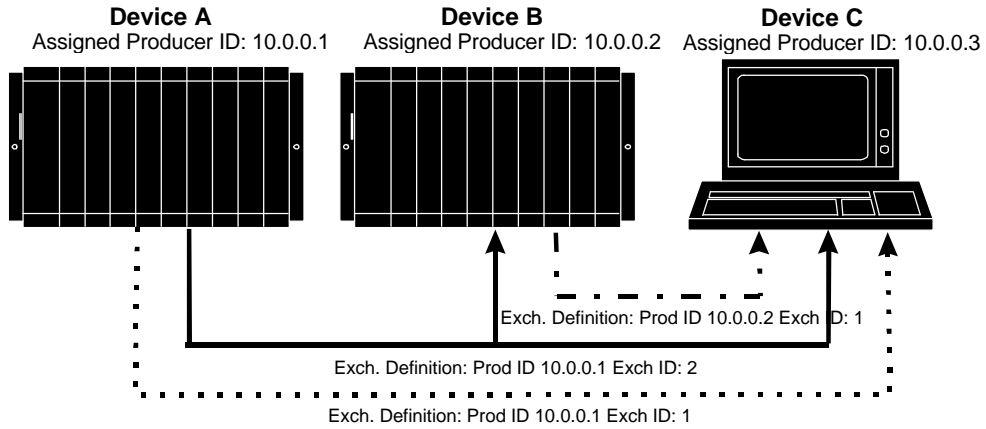 Device A
Assigned Producer ID: 10.0.0.1
Device B
Assigned Producer ID: 10.0.0.2
Device C
Assigned Producer ID: 10.0.0.3
Exch. Definition: Prod ID 10.0.0.2 Exch ID: 1
Exch. Definition: Prod ID 10.0.0.1 Exch ID: 2
Exch. Definition: Prod ID 10.0.0.1 Exch ID: 1